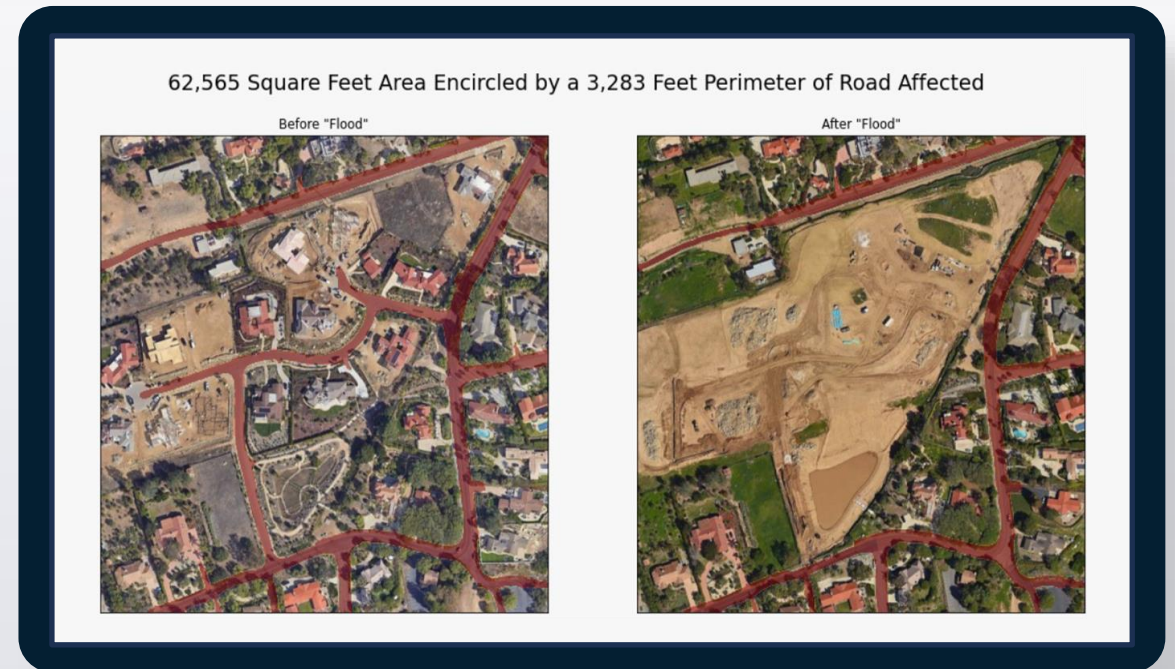 62,565 Square Feet Area Encircled by a 3,283 Feet Perimeter of Road Affected
Before "Flood"
After "Flood"